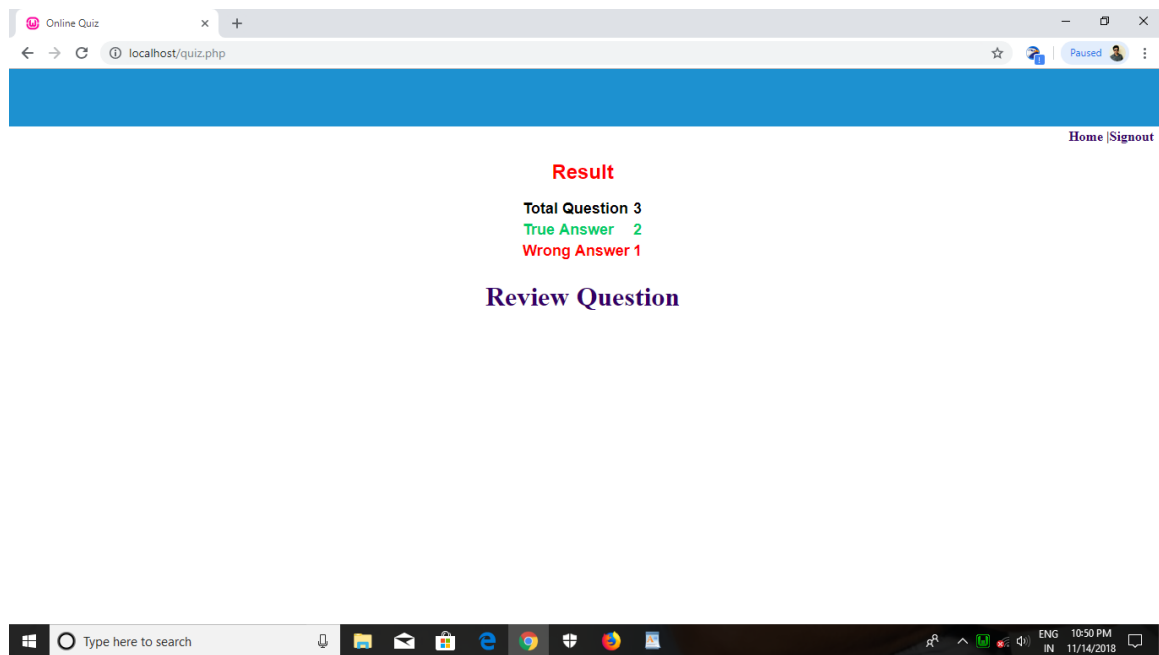 Online Quiz
localhost/quiz.php
Paused
Home |Signout
Result
Total Question 3
True Answer 2
Wrong Answer 1
Review Question
Type here to search
ENG 10:50 PM
IN 11/14/2018